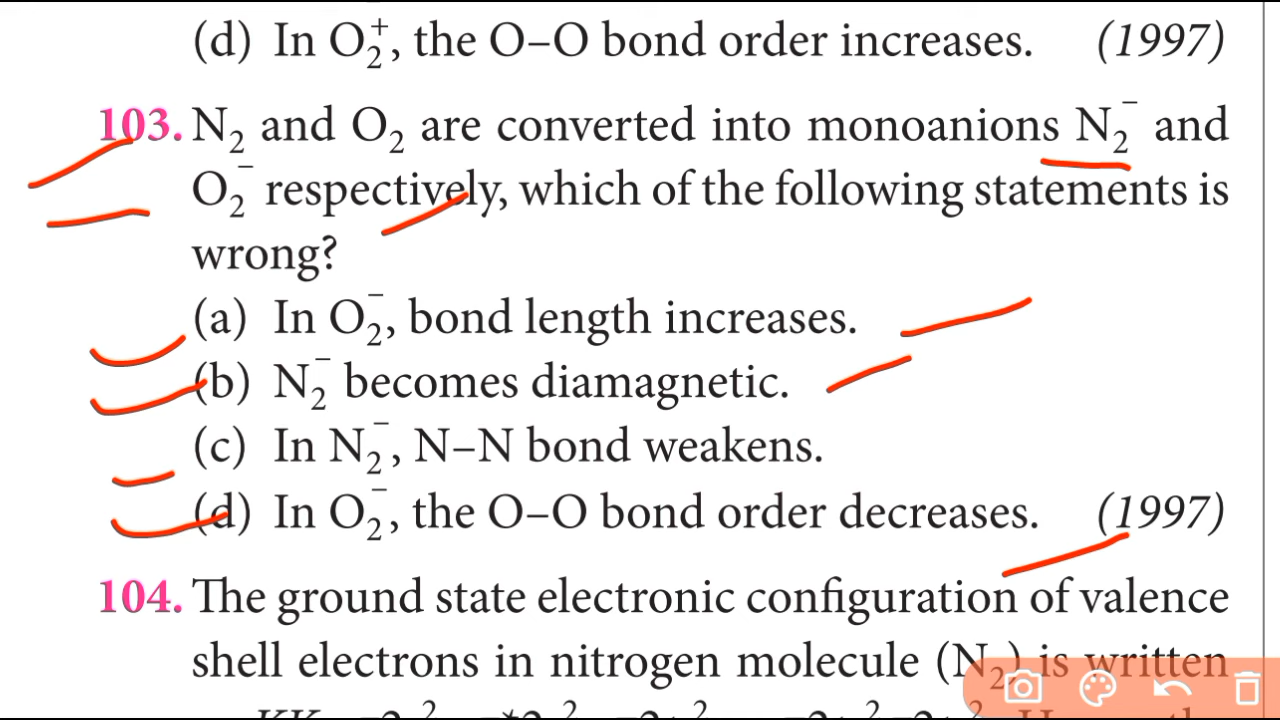 (d) In O₂⁺, the O–O bond order increases. (1997)
103. N₂ and O₂ are converted into monoanions N₂⁻ and
O₂⁻ respectively, which of the following statements is
wrong?
(a) In O₂⁻, bond length increases.
(b) N₂⁻ becomes diamagnetic.
(c) In N₂⁻, N–N bond weakens.
(d) In O₂⁻, the O–O bond order decreases. (1997)
104. The ground state electronic configuration of valence
shell electrons in nitrogen molecule (N₂) is written